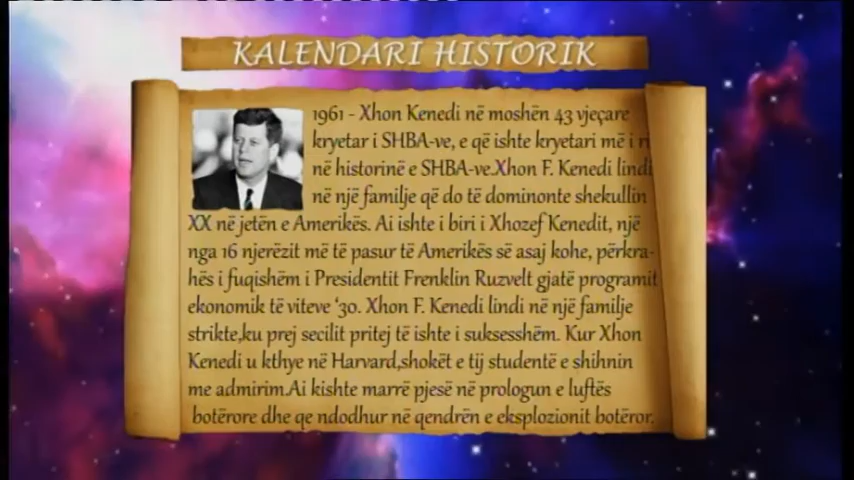 KALENDARI HISTORIK
1961 - Xhon Kenedi në moshën 43 vjeçare
kryetar i SHBA-ve, e që ishte kryetari më i ri
në historinë e SHBA-ve.Xhon F. Kenedi lindi
në një familje që do të dominonte shekullin
XX në jetën e Amerikës. Ai ishte i biri i Xhozef Kenedit, një
nga 16 njerëzit më të pasur të Amerikës së asaj kohe, përkra-
hës i fuqishëm i Presidentit Frenklin Ruzvelt gjatë programit
ekonomik të viteve ‘30. Xhon F. Kenedi lindi në një familje
strikte,ku prej secilit pritej të ishte i suksesshëm. Kur Xhon
Kenedi u kthye në Harvard,shokët e tij studentë e shihnin
me admirim.Ai kishte marrë pjesë në prologun e luftës
botërore dhe qe ndodhur në qendrën e eksplozionit botëror.